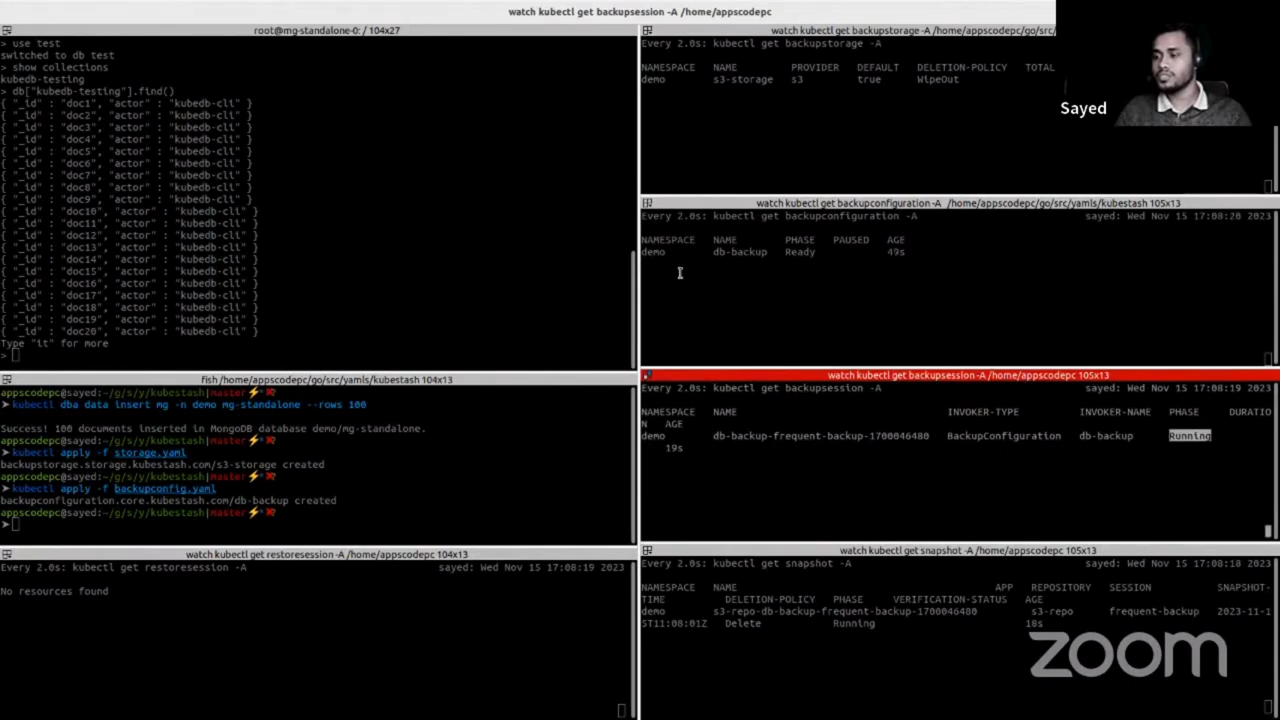 watch kubectl get backupsession -A /home/appscodepc
root@mg-standalone-0: / 104x27
> use test
switched to db test
> show collections
kubedb-testing
> db["kubedb-testing"].find()
{ "_id" : "doc1", "actor" : "kubedb-cli" }
{ "_id" : "doc2", "actor" : "kubedb-cli" }
{ "_id" : "doc3", "actor" : "kubedb-cli" }
{ "_id" : "doc4", "actor" : "kubedb-cli" }
{ "_id" : "doc5", "actor" : "kubedb-cli" }
{ "_id" : "doc6", "actor" : "kubedb-cli" }
{ "_id" : "doc7", "actor" : "kubedb-cli" }
{ "_id" : "doc8", "actor" : "kubedb-cli" }
{ "_id" : "doc9", "actor" : "kubedb-cli" }
{ "_id" : "doc10", "actor" : "kubedb-cli" }
{ "_id" : "doc11", "actor" : "kubedb-cli" }
{ "_id" : "doc12", "actor" : "kubedb-cli" }
{ "_id" : "doc13", "actor" : "kubedb-cli" }
{ "_id" : "doc14", "actor" : "kubedb-cli" }
{ "_id" : "doc15", "actor" : "kubedb-cli" }
{ "_id" : "doc16", "actor" : "kubedb-cli" }
{ "_id" : "doc17", "actor" : "kubedb-cli" }
{ "_id" : "doc18", "actor" : "kubedb-cli" }
{ "_id" : "doc19", "actor" : "kubedb-cli" }
{ "_id" : "doc20", "actor" : "kubedb-cli" }
Type "it" for more
>
fish /home/appscodepc/go/src/yamls/kubestash 104x13
appscodepc@sayed:~/g/s/y/kubestash|master⚡*✘
➤ kubectl dba data insert mg -n demo mg-standalone --rows 100
Success! 100 documents inserted in MongoDB database demo/mg-standalone.
appscodepc@sayed:~/g/s/y/kubestash|master⚡*✘
➤ kubectl apply -f storage.yaml
backupstorage.storage.kubestash.com/s3-storage created
appscodepc@sayed:~/g/s/y/kubestash|master⚡*✘
➤ kubectl apply -f backupconfig.yaml
backupconfiguration.core.kubestash.com/db-backup created
appscodepc@sayed:~/g/s/y/kubestash|master⚡*✘
➤
watch kubectl get restoresession -A /home/appscodepc 104x13
Every 2.0s: kubectl get restoresession -A sayed: Wed Nov 15 17:08:19 2023
No resources found
watch kubectl get backupstorage -A /home/appscodepc/go/src/
Every 2.0s: kubectl get backupstorage -A
NAMESPACE NAME PROVIDER DEFAULT DELETION-POLICY TOTAL
demo s3-storage s3 true WipeOut
Sayed
watch kubectl get backupconfiguration -A /home/appscodepc/go/src/yamls/kubestash 105x13
Every 2.0s: kubectl get backupconfiguration -A sayed: Wed Nov 15 17:08:20 2023
NAMESPACE NAME PHASE PAUSED AGE
demo db-backup Ready 49s
watch kubectl get backupsession -A /home/appscodepc 105x13
Every 2.0s: kubectl get backupsession -A sayed: Wed Nov 15 17:08:19 2023
NAMESPACE NAME INVOKER-TYPE INVOKER-NAME PHASE DURATIO
N AGE
demo db-backup-frequent-backup-1700046480 BackupConfiguration db-backup Running
19s
watch kubectl get snapshot -A /home/appscodepc 105x13
Every 2.0s: kubectl get snapshot -A sayed: Wed Nov 15 17:08:18 2023
NAMESPACE NAME APP REPOSITORY SESSION SNAPSHOT-
TIME DELETION-POLICY PHASE VERIFICATION-STATUS AGE
demo s3-repo-db-backup-frequent-backup-1700046480 s3-repo frequent-backup 2023-11-1
5T11:08:01Z Delete Running 18s
zoom